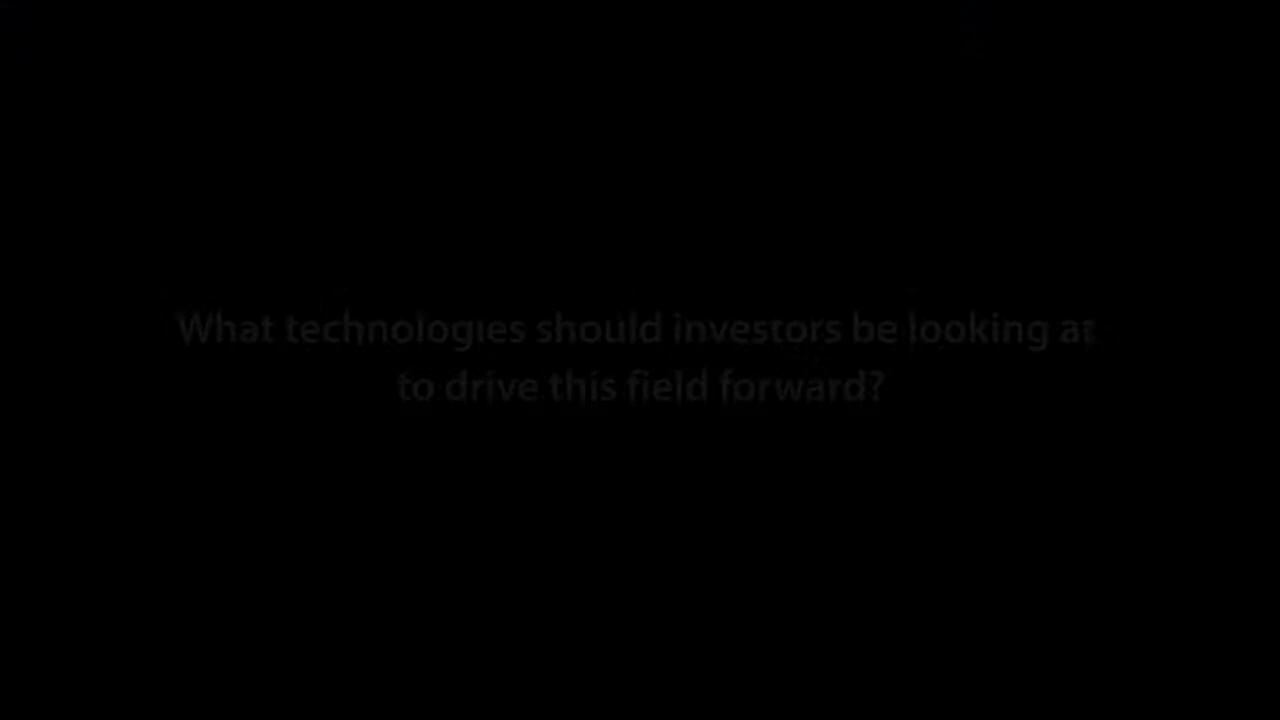 What technologies should investors be looking at
to drive this field forward?